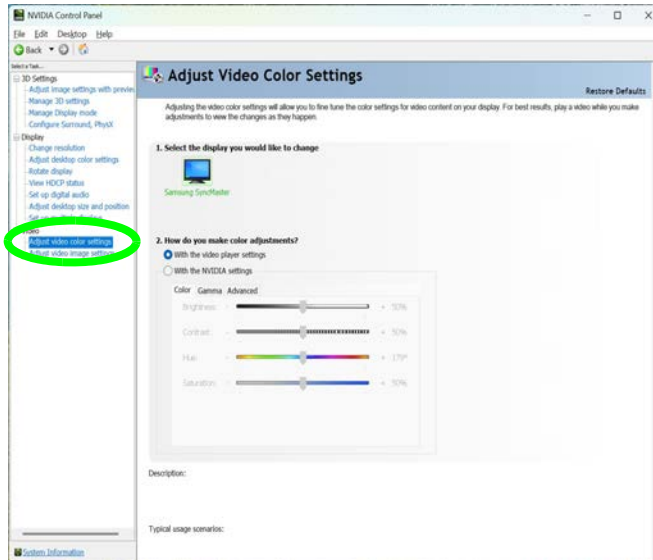 NVIDIA Control Panel
File Edit Desktop Help
Back
Select a Task...
3D Settings
Adjust image settings with preview
Manage 3D settings
Manage Display mode
Configure Surround, PhysX
Display
Change resolution
Adjust desktop color settings
Rotate display
View HDCP status
Set up digital audio
Adjust desktop size and position
Set up multiple displays
Video
Adjust video color settings
Adjust video image settings
System Information
Adjust Video Color Settings
Restore Defaults
Adjusting the video color settings will allow you to fine tune the color settings for video content on your display. For best results, play a video while you make
adjustments to view the changes as they happen.
1. Select the display you would like to change
Samsung SyncMaster
2. How do you make color adjustments?
With the video player settings
With the NVIDIA settings
Color Gamma Advanced
Brightness: - + 50%
Contrast: - + 50%
Hue: - + 179°
Saturation: - + 50%
Description:
Typical usage scenarios: